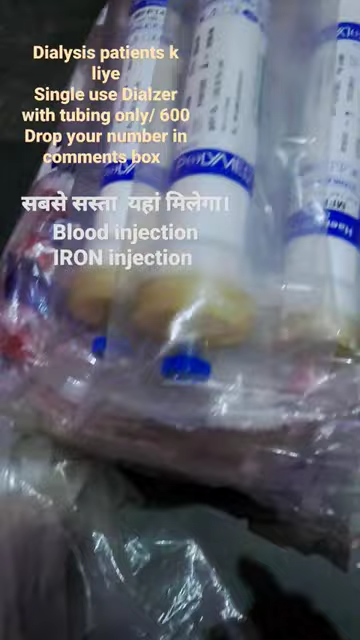 Dialysis patients k
liye
Single use Dialzer
with tubing only/ 600
Drop your number in
comments box
सबसे सस्ता यहां मिलेगा।
Blood injection
IRON injection